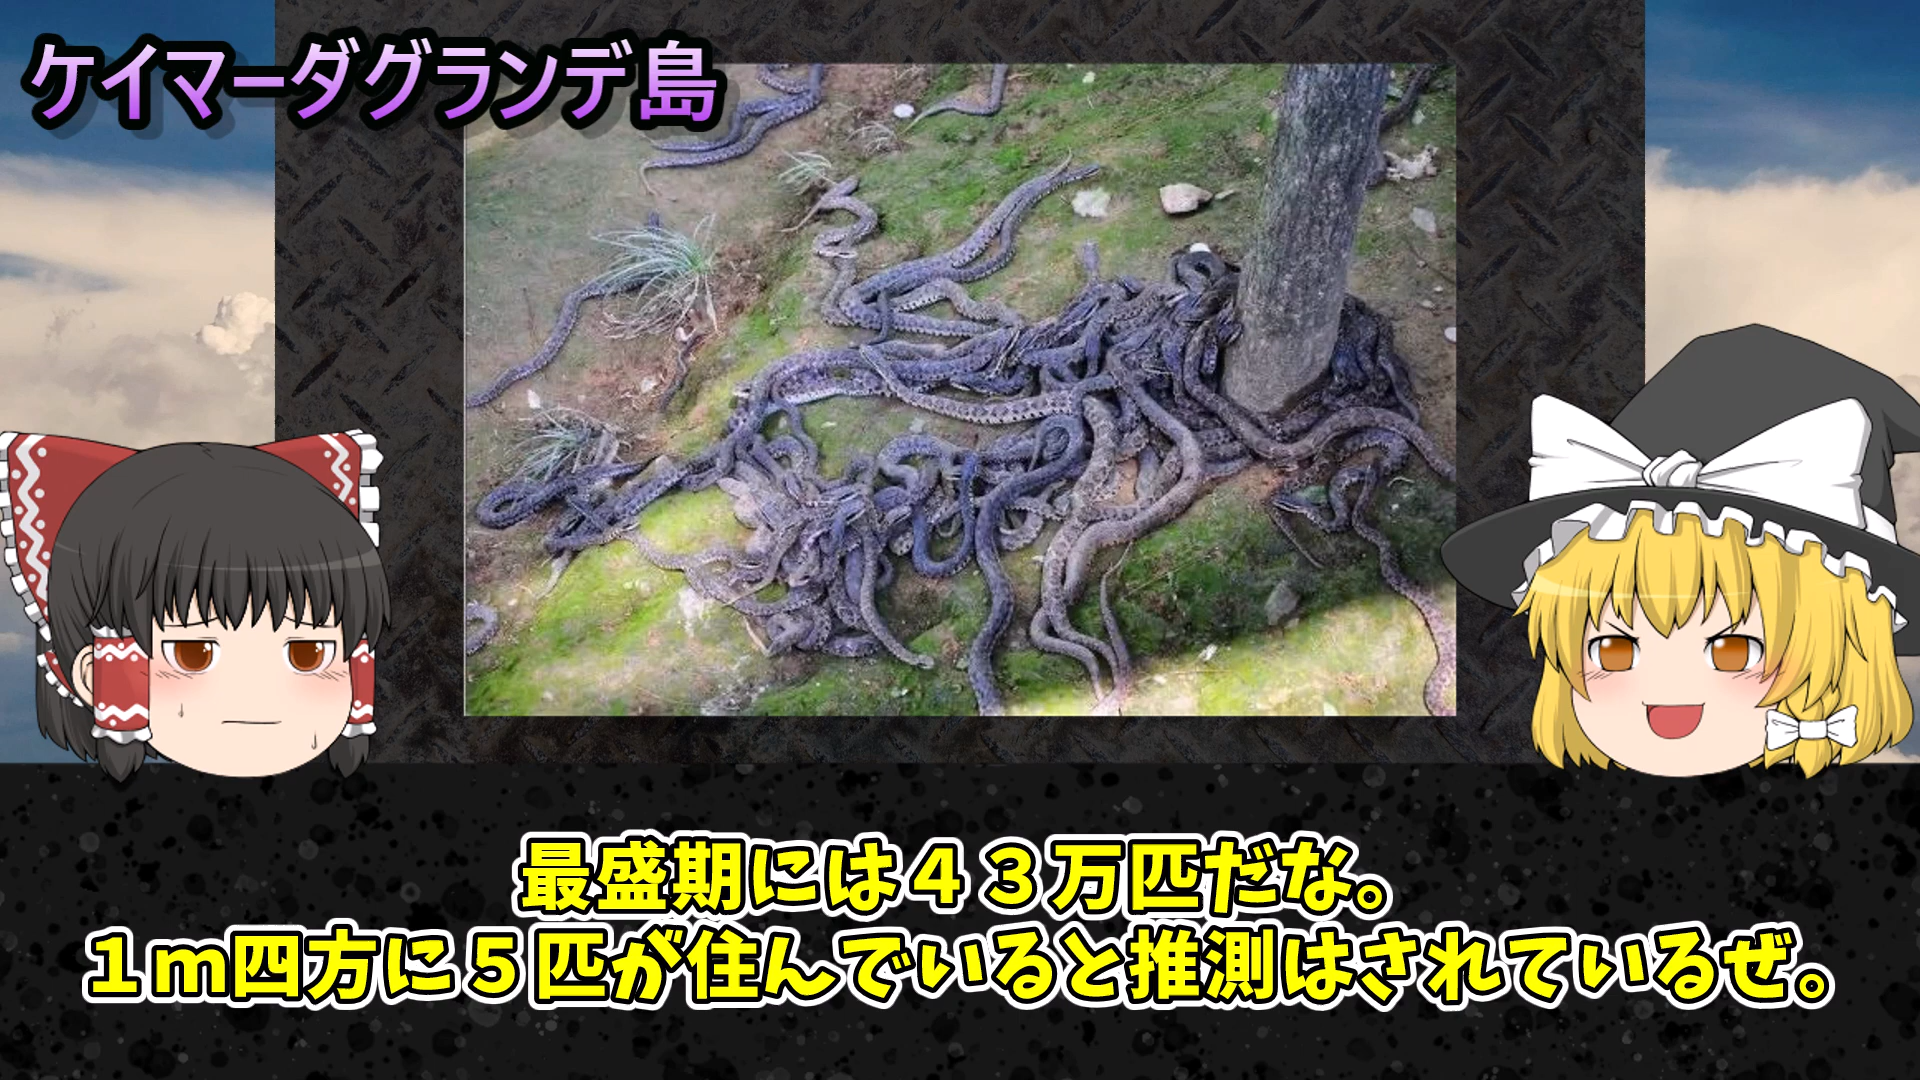 ケイマーダグランデ島
最盛期には４３万匹だな。
１ｍ四方に５匹が住んでいると推測はされているぜ。